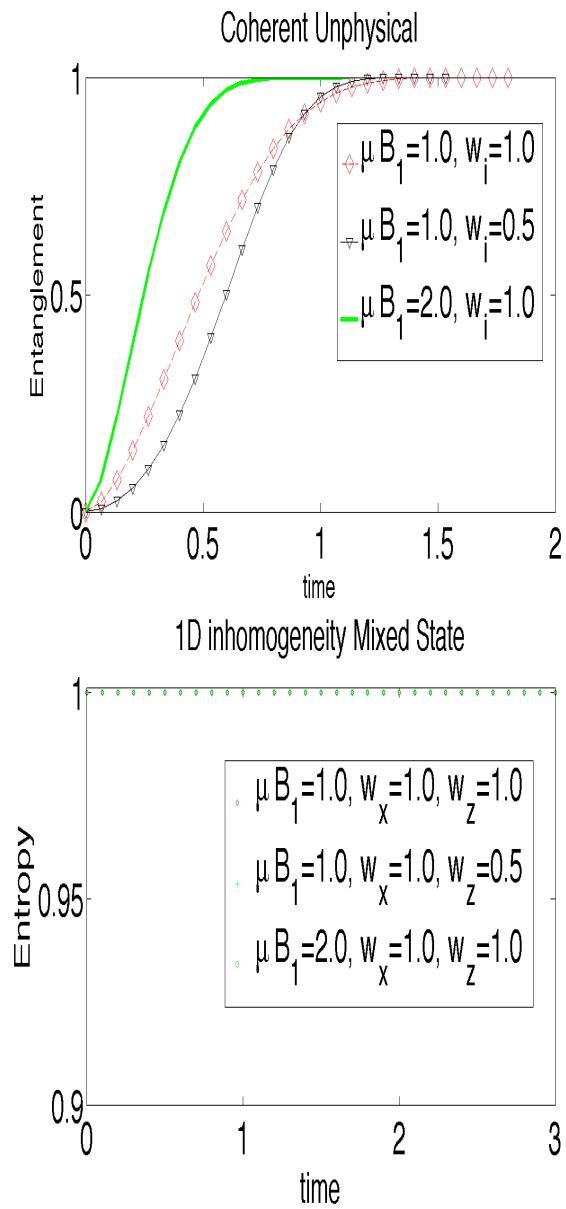 Coherent Unphysical
1
0.5
0
Entanglement
μ B₁=1.0, wᵢ=1.0
μ B₁=1.0, wᵢ=0.5
μ B₁=2.0, wᵢ=1.0
0 0.5 1 1.5 2
time
1D inhomogeneity Mixed State
1
0.95
0.9
Entropy
μ B₁=1.0, wₓ=1.0, w_z=1.0
μ B₁=1.0, wₓ=1.0, w_z=0.5
μ B₁=2.0, wₓ=1.0, w_z=1.0
0 1 2 3
time